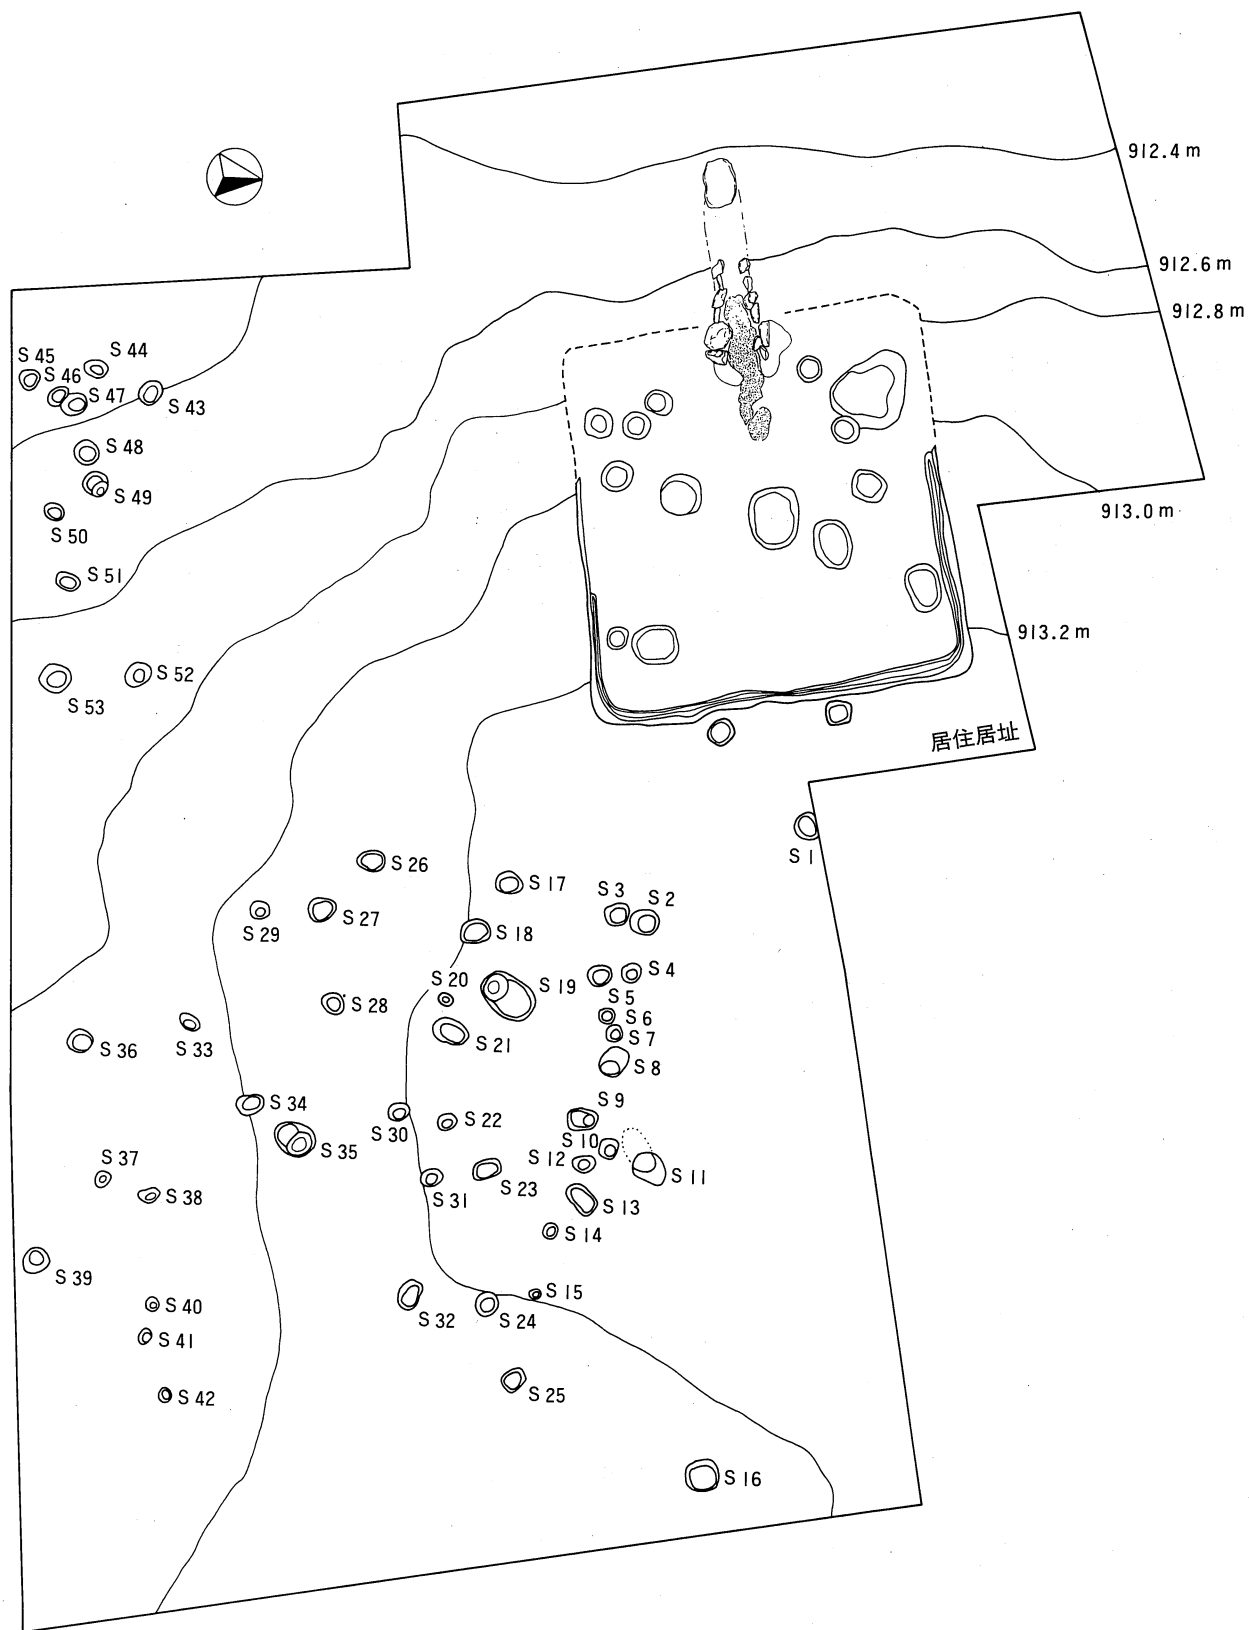 912.4 m
912.6 m
912.8 m
S 45
S 44
S 46
S 47
S 43
S 48
S 49
S 50
S 51
913.0 m
913.2 m
S 52
S 53
居住居址
S 1
S 26
S 17
S 3
S 2
S 29
S 27
S 18
S 20
S 19
S 4
S 5
S 28
S 6
S 21
S 7
S 36
S 33
S 8
S 34
S 9
S 30
S 22
S 10
S 35
S 12
S 37
S 11
S 38
S 31
S 23
S 13
S 14
S 39
S 40
S 15
S 32
S 24
S 41
S 42
S 25
S 16